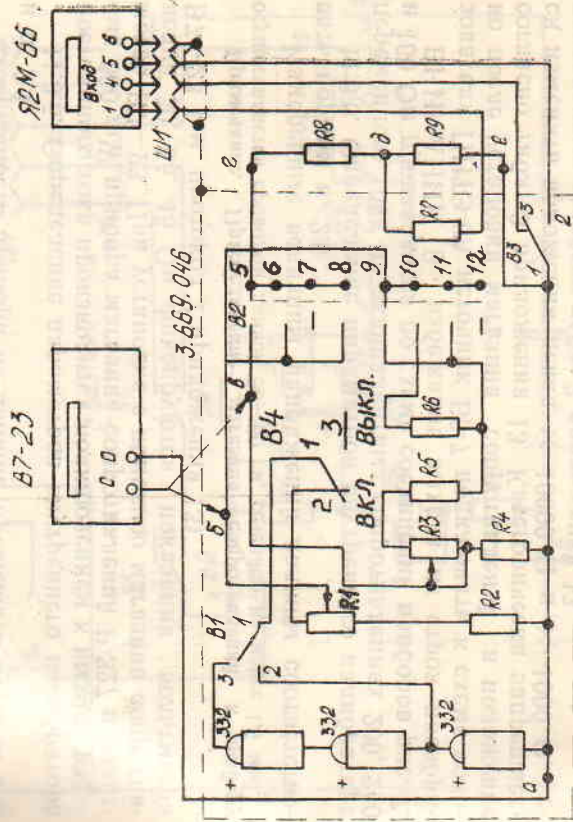 Я2М-66
Вход
1 4 5 6
Ш1
В7-23
С 0
3.669.046
Б
в
г
R8
д
R9
R7
е
В2
5
6
7
8
9
10
11
12
В3
1
3
2
В4
1
2
3
ВКЛ.
ВЫКЛ.
R6
R5
R3
R4
R1
R2
В1
1
3
2
332
332
332
+
+
+
а